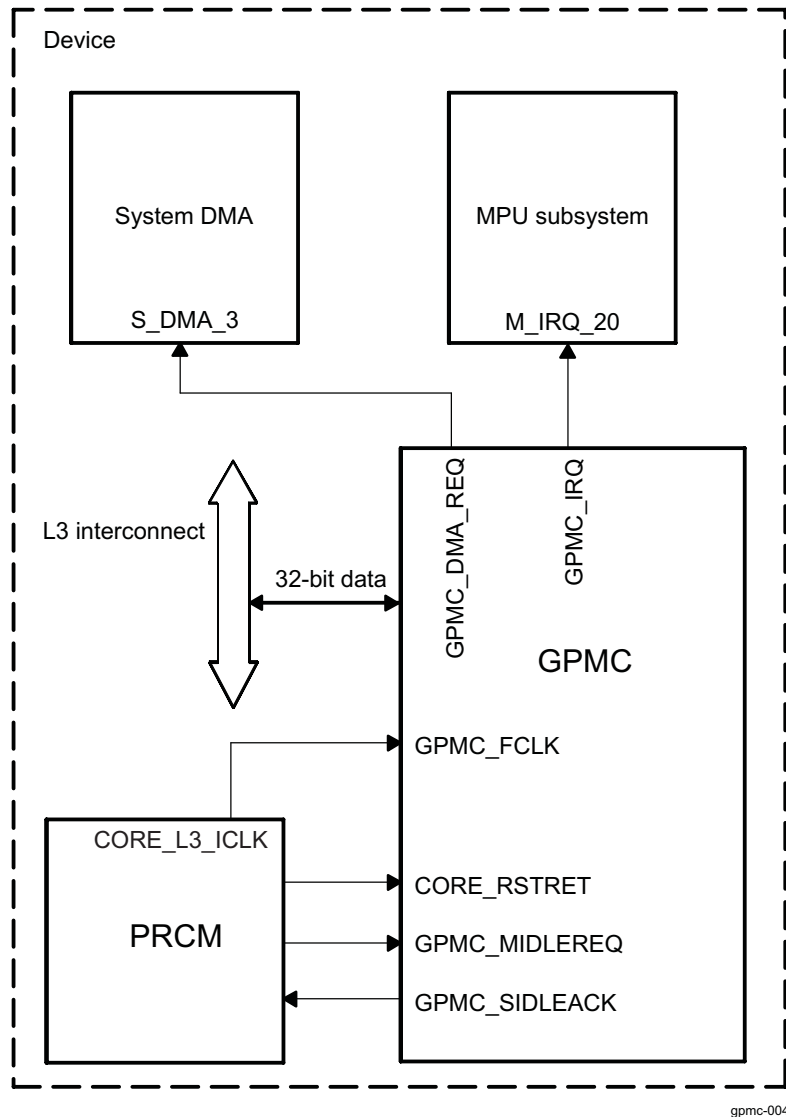 Device
System DMA
MPU subsystem
S_DMA_3
M_IRQ_20
GPMC_DMA_REQ
GPMC_IRQ
L3 interconnect
32-bit data
GPMC
GPMC_FCLK
CORE_L3_ICLK
CORE_RSTRET
PRCM
GPMC_MIDLEREQ
GPMC_SIDLEACK
gpmc-004